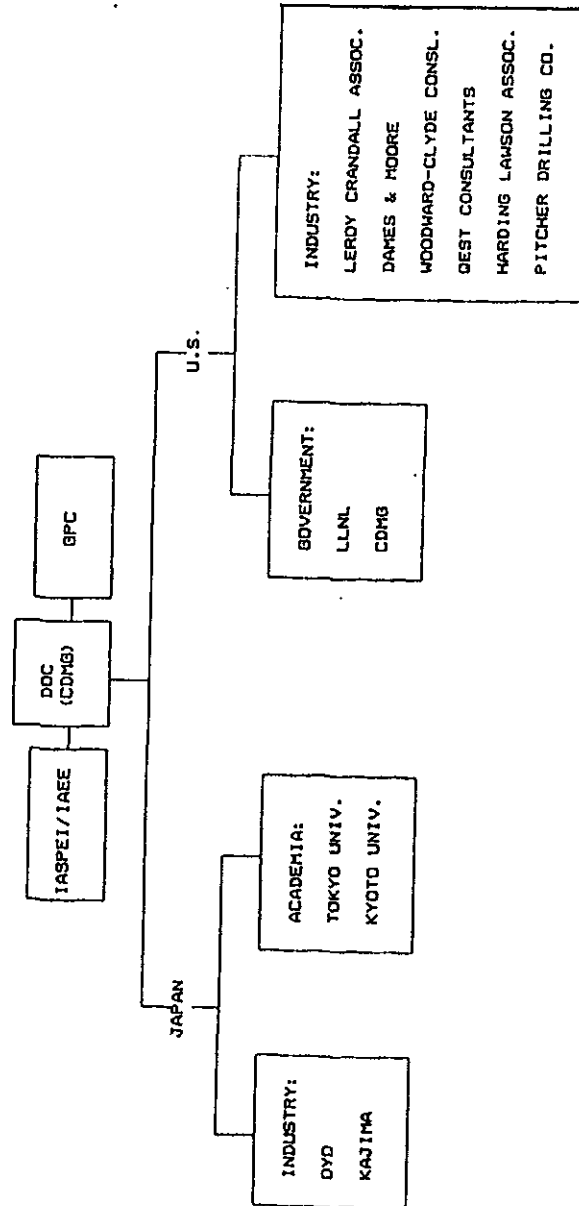 IASPEI/IAEE
DOC
(CDMG)
GPC
JAPAN
U.S.
INDUSTRY:
OYO
KAJIMA
ACADEMIA:
TOKYO UNIV.
KYOTO UNIV.
GOVERNMENT:
LLNL
CDMG
INDUSTRY:
LEROY CRANDALL ASSOC.
DAMES & MOORE
WOODWARD-CLYDE CONSL.
QEST CONSULTANTS
HARDING LAWSON ASSOC.
PITCHER DRILLING CO.